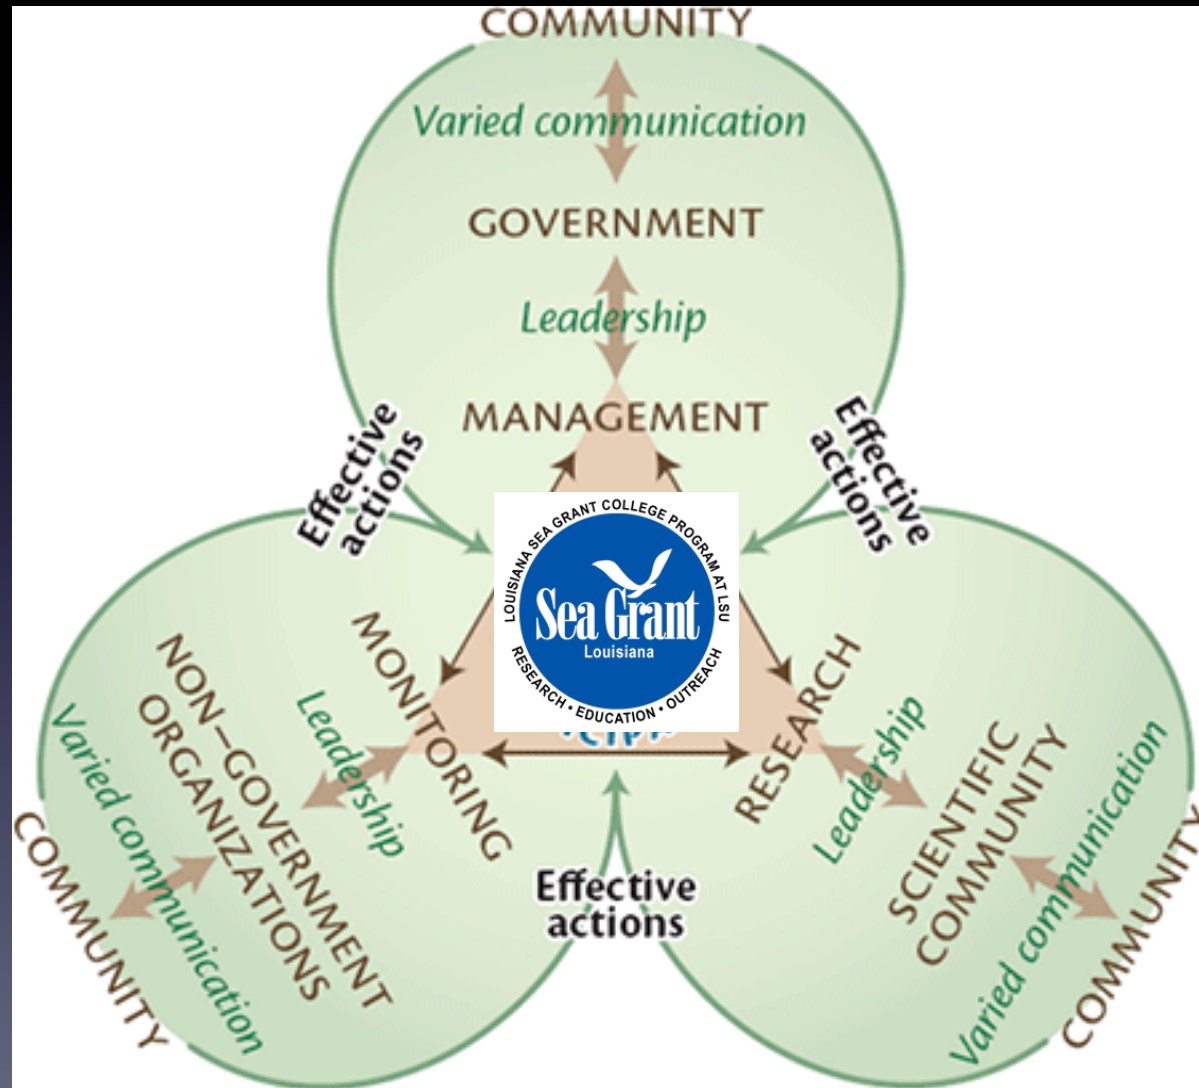 COMMUNITY
Varied communication
GOVERNMENT
Leadership
MANAGEMENT
Effective
actions
Effective
actions
LOUISIANA SEA GRANT COLLEGE PROGRAM AT LSU
Sea Grant
Louisiana
RESEARCH • EDUCATION • OUTREACH
MONITORING
Leadership
NON–GOVERNMENT
ORGANIZATIONS
Varied communication
COMMUNITY
RESEARCH
Leadership
SCIENTIFIC
COMMUNITY
Varied communication
COMMUNITY
Effective
actions